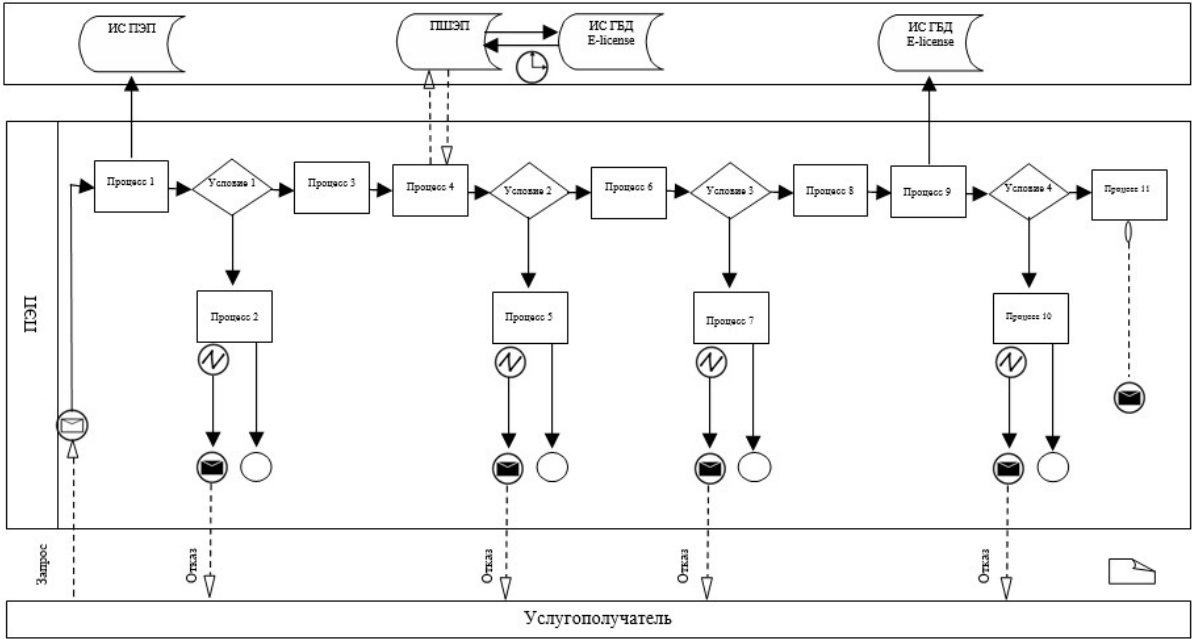 ИС ПЭП
ПШЭП
ИС ГБД
E-license
ИС ГБД
E-license
ПЭП
Процесс 1
Условие 1
Процесс 3
Процесс 4
Условие 2
Процесс 6
Условие 3
Процесс 8
Процесс 9
Условие 4
Процесс 11
Процесс 2
Процесс 5
Процесс 7
Процесс 10
Запрос
Отказ
Отказ
Отказ
Отказ
Услугополучатель